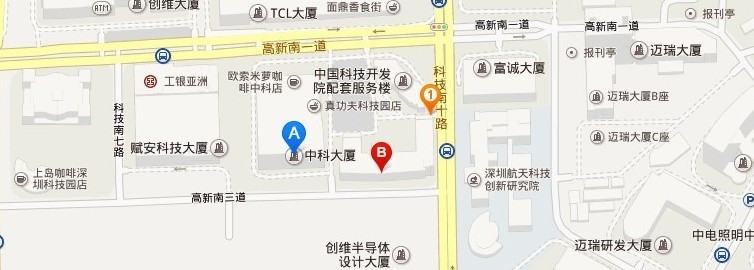 ATM
创维大厦
TCL大厦
面鼎香食街
高新南一道
高新南一道
报刊亭
报刊亭
迈瑞大厦
工银亚洲
欧索米萝咖
啡中科店
中国科技开发
院配套服务楼
真功夫科技园店
富诚大厦
迈瑞大厦B座
迈瑞大厦C座
科技南七路
科技南十路
1
赋安科技大厦
A
中科大厦
B
上岛咖啡深
圳科技园店
高新南三道
深圳航天科技
创新研究院
P
中电照明中
迈瑞研发大厦
创维半导体
设计大厦